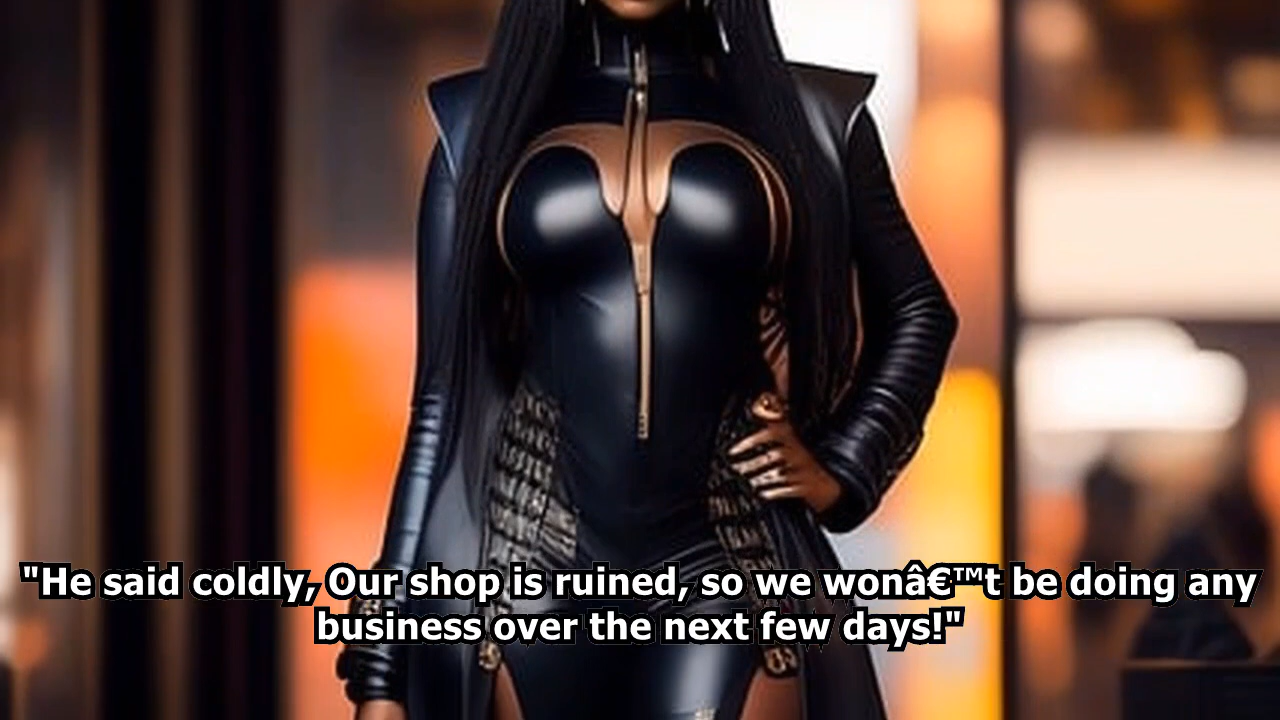 "He said coldly, Our shop is ruined, so we wonâ€™t be doing any
business over the next few days!"